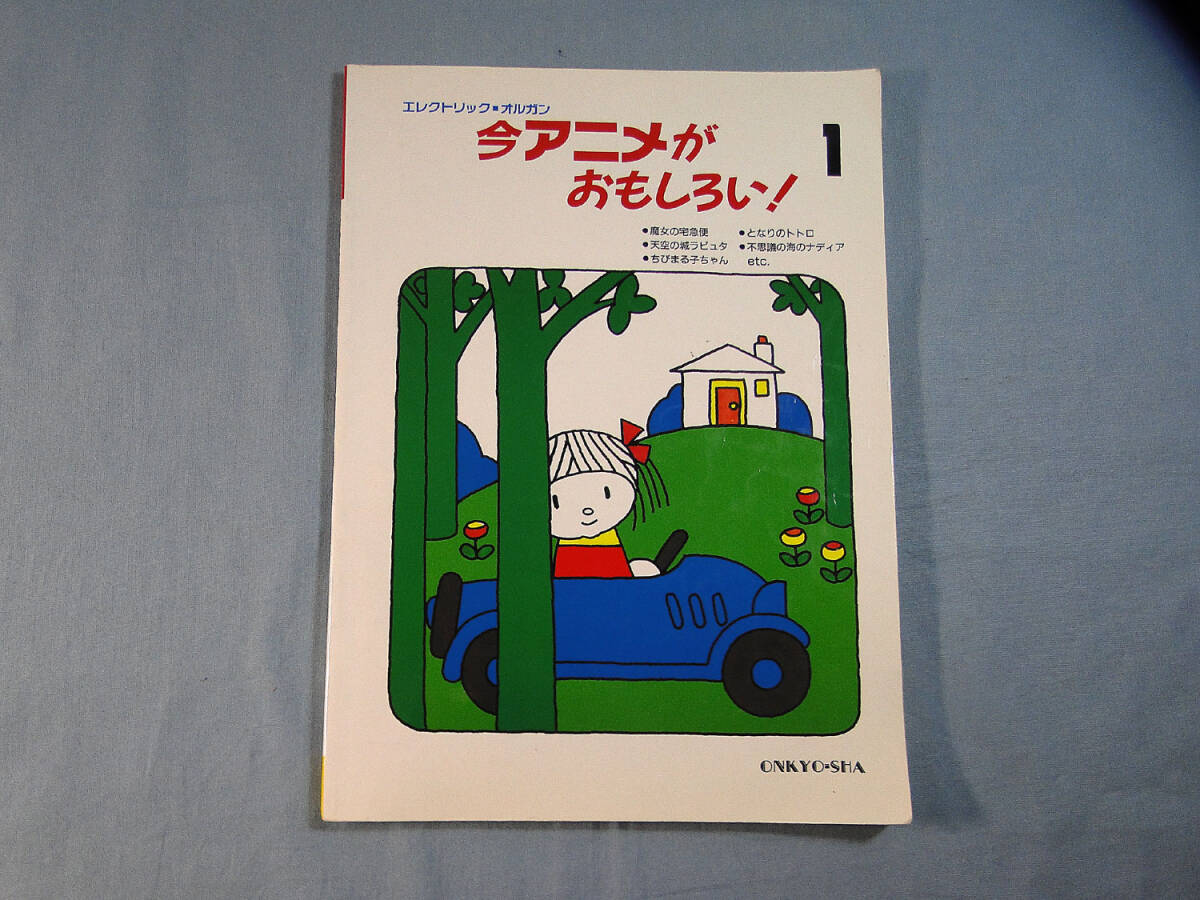 エレクトリック・オルガン
今アニメが
おもしろい!
1
●魔女の宅急便 ●となりのトトロ
●天空の城ラピュタ ●不思議の海のナディア
●ちびまる子ちゃん etc.
ONKYO-SHA